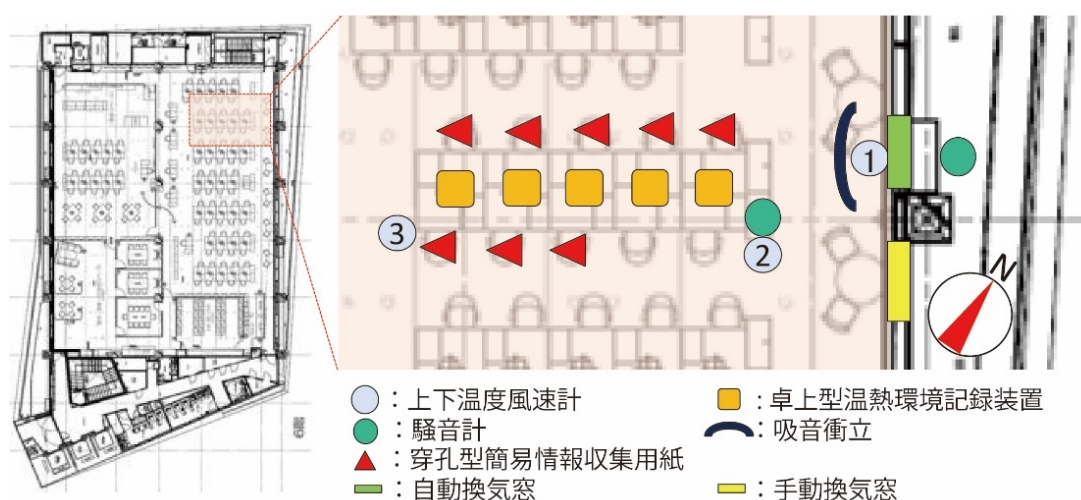 1
N
3
2
6階
：上下温度風速計
：卓上型温熱環境記録装置
：騒音計
：吸音衝立
：穿孔型簡易情報収集用紙
：自動換気窓
：手動換気窓